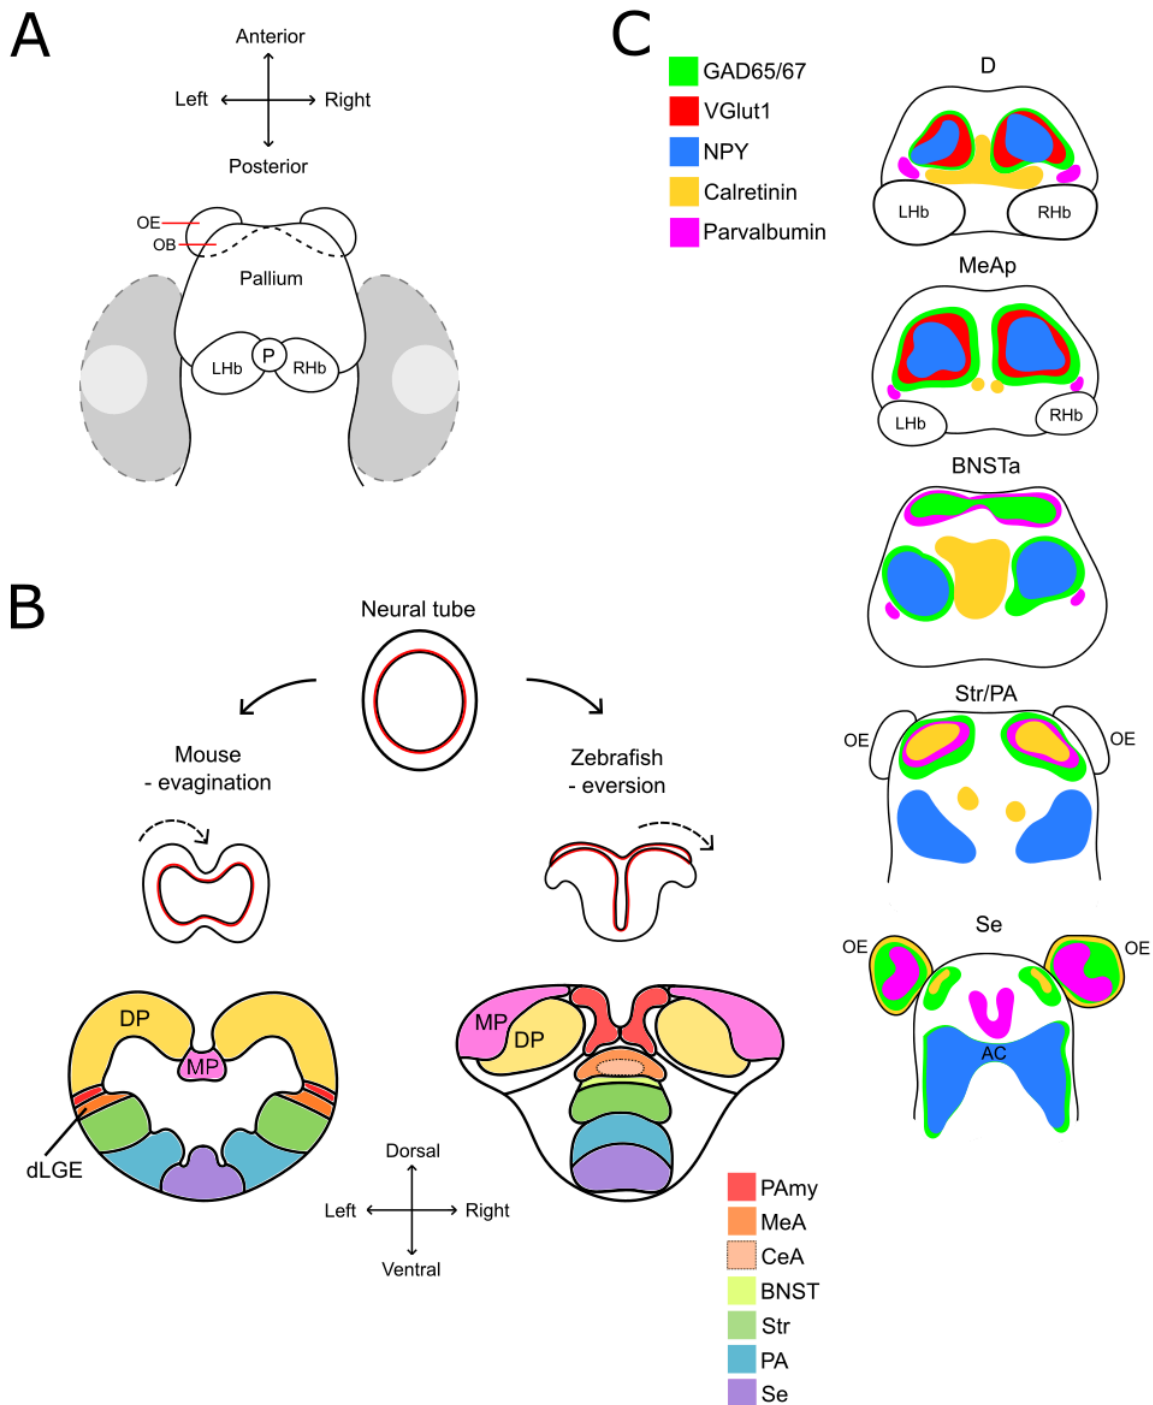 A
Anterior
Left
Right
Posterior
OE
OB
Pallium
LHb
P
RHb
B
Neural tube
Mouse
- evagination
Zebrafish
- eversion
DP
MP
dLGE
MP
DP
Dorsal
Left
Right
Ventral
PAmy
MeA
CeA
BNST
Str
PA
Se
C
GAD65/67
VGlut1
NPY
Calretinin
Parvalbumin
D
LHb
RHb
MeAp
LHb
RHb
BNSTa
Str/PA
OE
OE
Se
OE
OE
AC